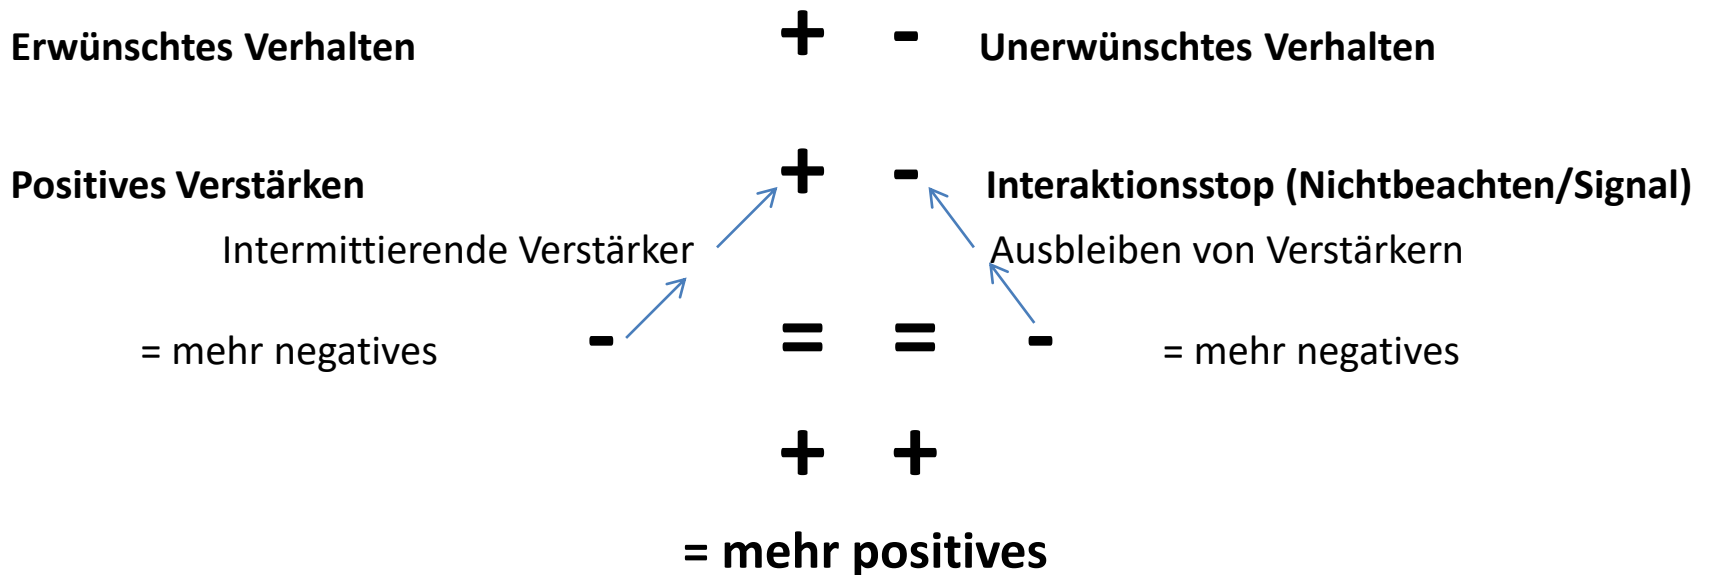 Erwünschtes Verhalten + - Unerwünschtes Verhalten
Positives Verstärken + - Interaktionsstop (Nichtbeachten/Signal)
Intermittierende Verstärker Ausbleiben von Verstärkern
= mehr negatives - = = - = mehr negatives
+ +
= mehr positives